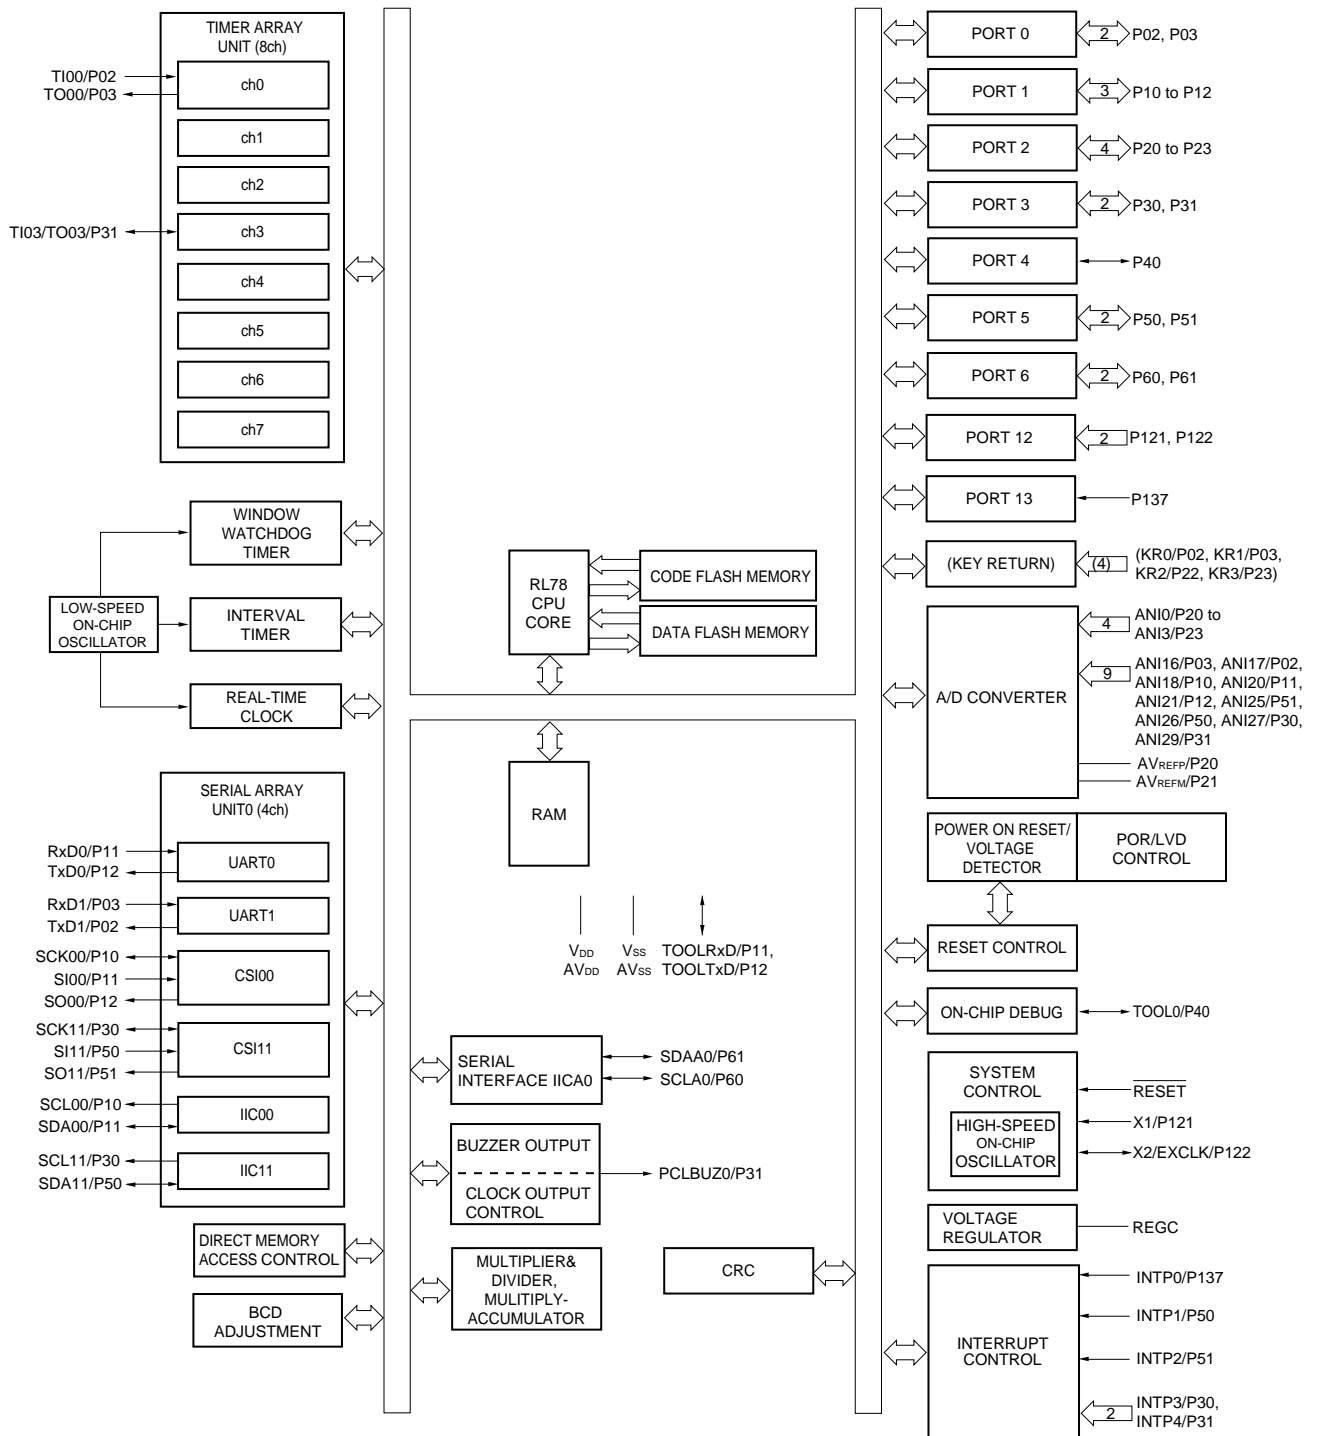 TIMER ARRAY
UNIT (8ch)
TI00/P02
TO00/P03
ch0
ch1
ch2
TI03/TO03/P31
ch3
ch4
ch5
ch6
ch7
WINDOW
WATCHDOG
TIMER
LOW-SPEED
ON-CHIP
OSCILLATOR
INTERVAL
TIMER
REAL-TIME
CLOCK
SERIAL ARRAY
UNIT0 (4ch)
RxD0/P11
TxD0/P12
UART0
RxD1/P03
TxD1/P02
UART1
SCK00/P10
SI00/P11
SO00/P12
CSI00
SCK11/P30
SI11/P50
SO11/P51
CSI11
SCL00/P10
SDA00/P11
IIC00
SCL11/P30
SDA11/P50
IIC11
DIRECT MEMORY
ACCESS CONTROL
BCD
ADJUSTMENT
RL78
CPU
CORE
CODE FLASH MEMORY
DATA FLASH MEMORY
RAM
VDD
AVDD
VSS
AVSS
TOOLRxD/P11,
TOOLTxD/P12
SERIAL
INTERFACE IICA0
SDAA0/P61
SCLA0/P60
BUZZER OUTPUT
CLOCK OUTPUT
CONTROL
PCLBUZ0/P31
MULTIPLIER&
DIVIDER,
MULITIPLY-
ACCUMULATOR
CRC
PORT 0
2
P02, P03
PORT 1
3
P10 to P12
PORT 2
4
P20 to P23
PORT 3
2
P30, P31
PORT 4
P40
PORT 5
2
P50, P51
PORT 6
2
P60, P61
PORT 12
2
P121, P122
PORT 13
P137
(KEY RETURN)
(4)
(KR0/P02, KR1/P03,
KR2/P22, KR3/P23)
A/D CONVERTER
4
ANI0/P20 to
ANI3/P23
9
ANI16/P03, ANI17/P02,
ANI18/P10, ANI20/P11,
ANI21/P12, ANI25/P51,
ANI26/P50, ANI27/P30,
ANI29/P31
AVREFP/P20
AVREFM/P21
POWER ON RESET/
VOLTAGE
DETECTOR
POR/LVD
CONTROL
RESET CONTROL
ON-CHIP DEBUG
TOOL0/P40
SYSTEM
CONTROL
HIGH-SPEED
ON-CHIP
OSCILLATOR
RESET
X1/P121
X2/EXCLK/P122
VOLTAGE
REGULATOR
REGC
INTERRUPT
CONTROL
INTP0/P137
INTP1/P50
INTP2/P51
2
INTP3/P30,
INTP4/P31